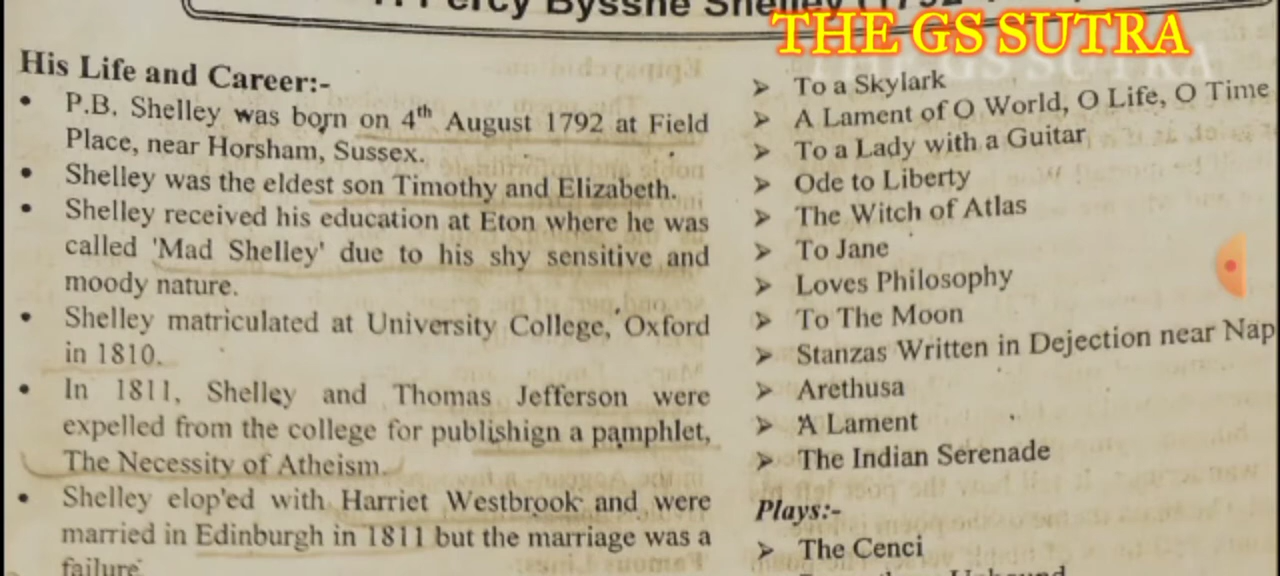 Percy Bysshe Shelley (1792
THE GS SUTRA
His Life and Career:-
• P.B. Shelley was born on 4th August 1792 at Field
Place, near Horsham, Sussex.
• Shelley was the eldest son Timothy and Elizabeth.
• Shelley received his education at Eton where he was
called 'Mad Shelley' due to his shy sensitive and
moody nature.
• Shelley matriculated at University College, Oxford
in 1810.
• In 1811, Shelley and Thomas Jefferson were
expelled from the college for publishign a pamphlet,
The Necessity of Atheism.
• Shelley elop'ed with Harriet Westbrook and were
married in Edinburgh in 1811 but the marriage was a
failure
➢ To a Skylark
➢ A Lament of O World, O Life, O Time
➢ To a Lady with a Guitar
➢ Ode to Liberty
➢ The Witch of Atlas
➢ To Jane
➢ Loves Philosophy
➢ To The Moon
➢ Stanzas Written in Dejection near Nap
➢ Arethusa
➢ A Lament
➢ The Indian Serenade
Plays:-
➢ The Cenci
Unbound